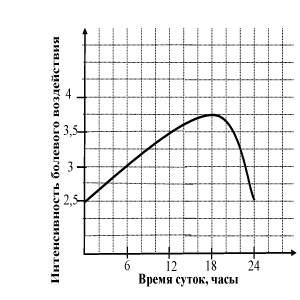 Интенсивность болевого воздействия
4
3,5
3
2,5
6 12 18 24
Время суток, часы